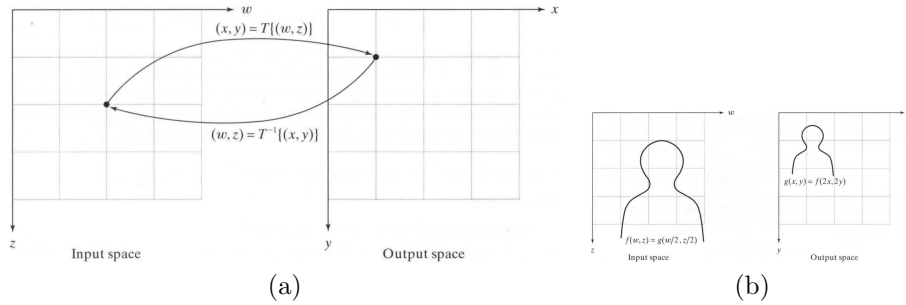 w
x
(x, y) = T{(w, z)}
(w, z) = T⁻¹{(x, y)}
z
Input space
y
Output space
(a)
w
x
g(x, y) = f(2x, 2y)
f(w, z) = g(w/2, z/2)
z
Input space
y
Output space
(b)